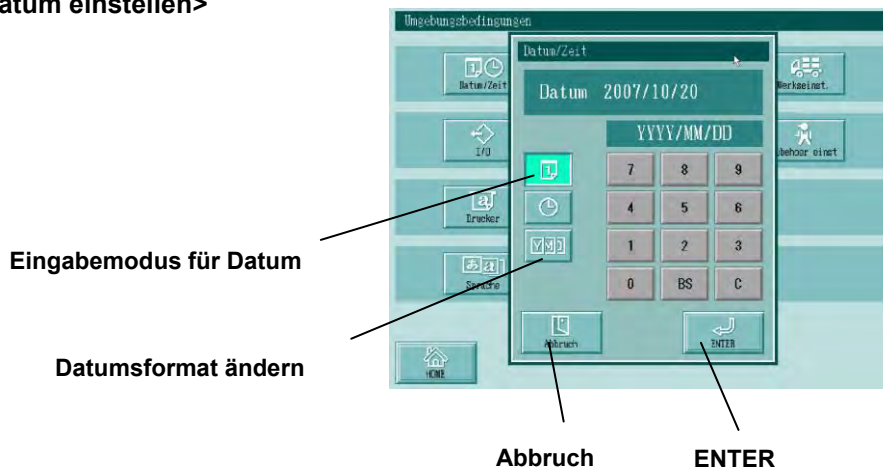 atum einstellen>
Umgebungsbedingungen
Datum/Zeit
Datum/Zeit
Werkseinst.
Datum 2007/10/20
YYYY/MM/DD
I/O
behoer einst
1
7 8 9
4 5 6
Drucker
a
Y M D
1 2 3
Eingabemodus für Datum
あ a
Sprache
0 BS C
Abbruch
ENTER
Datumsformat ändern
HOME
Abbruch
ENTER